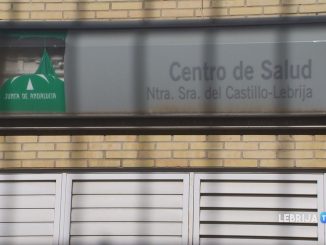 Centro de Salud
Ntra. Sra. del Castillo-Lebrija
JUNTA DE ANDALUCIA
LEBRIJA